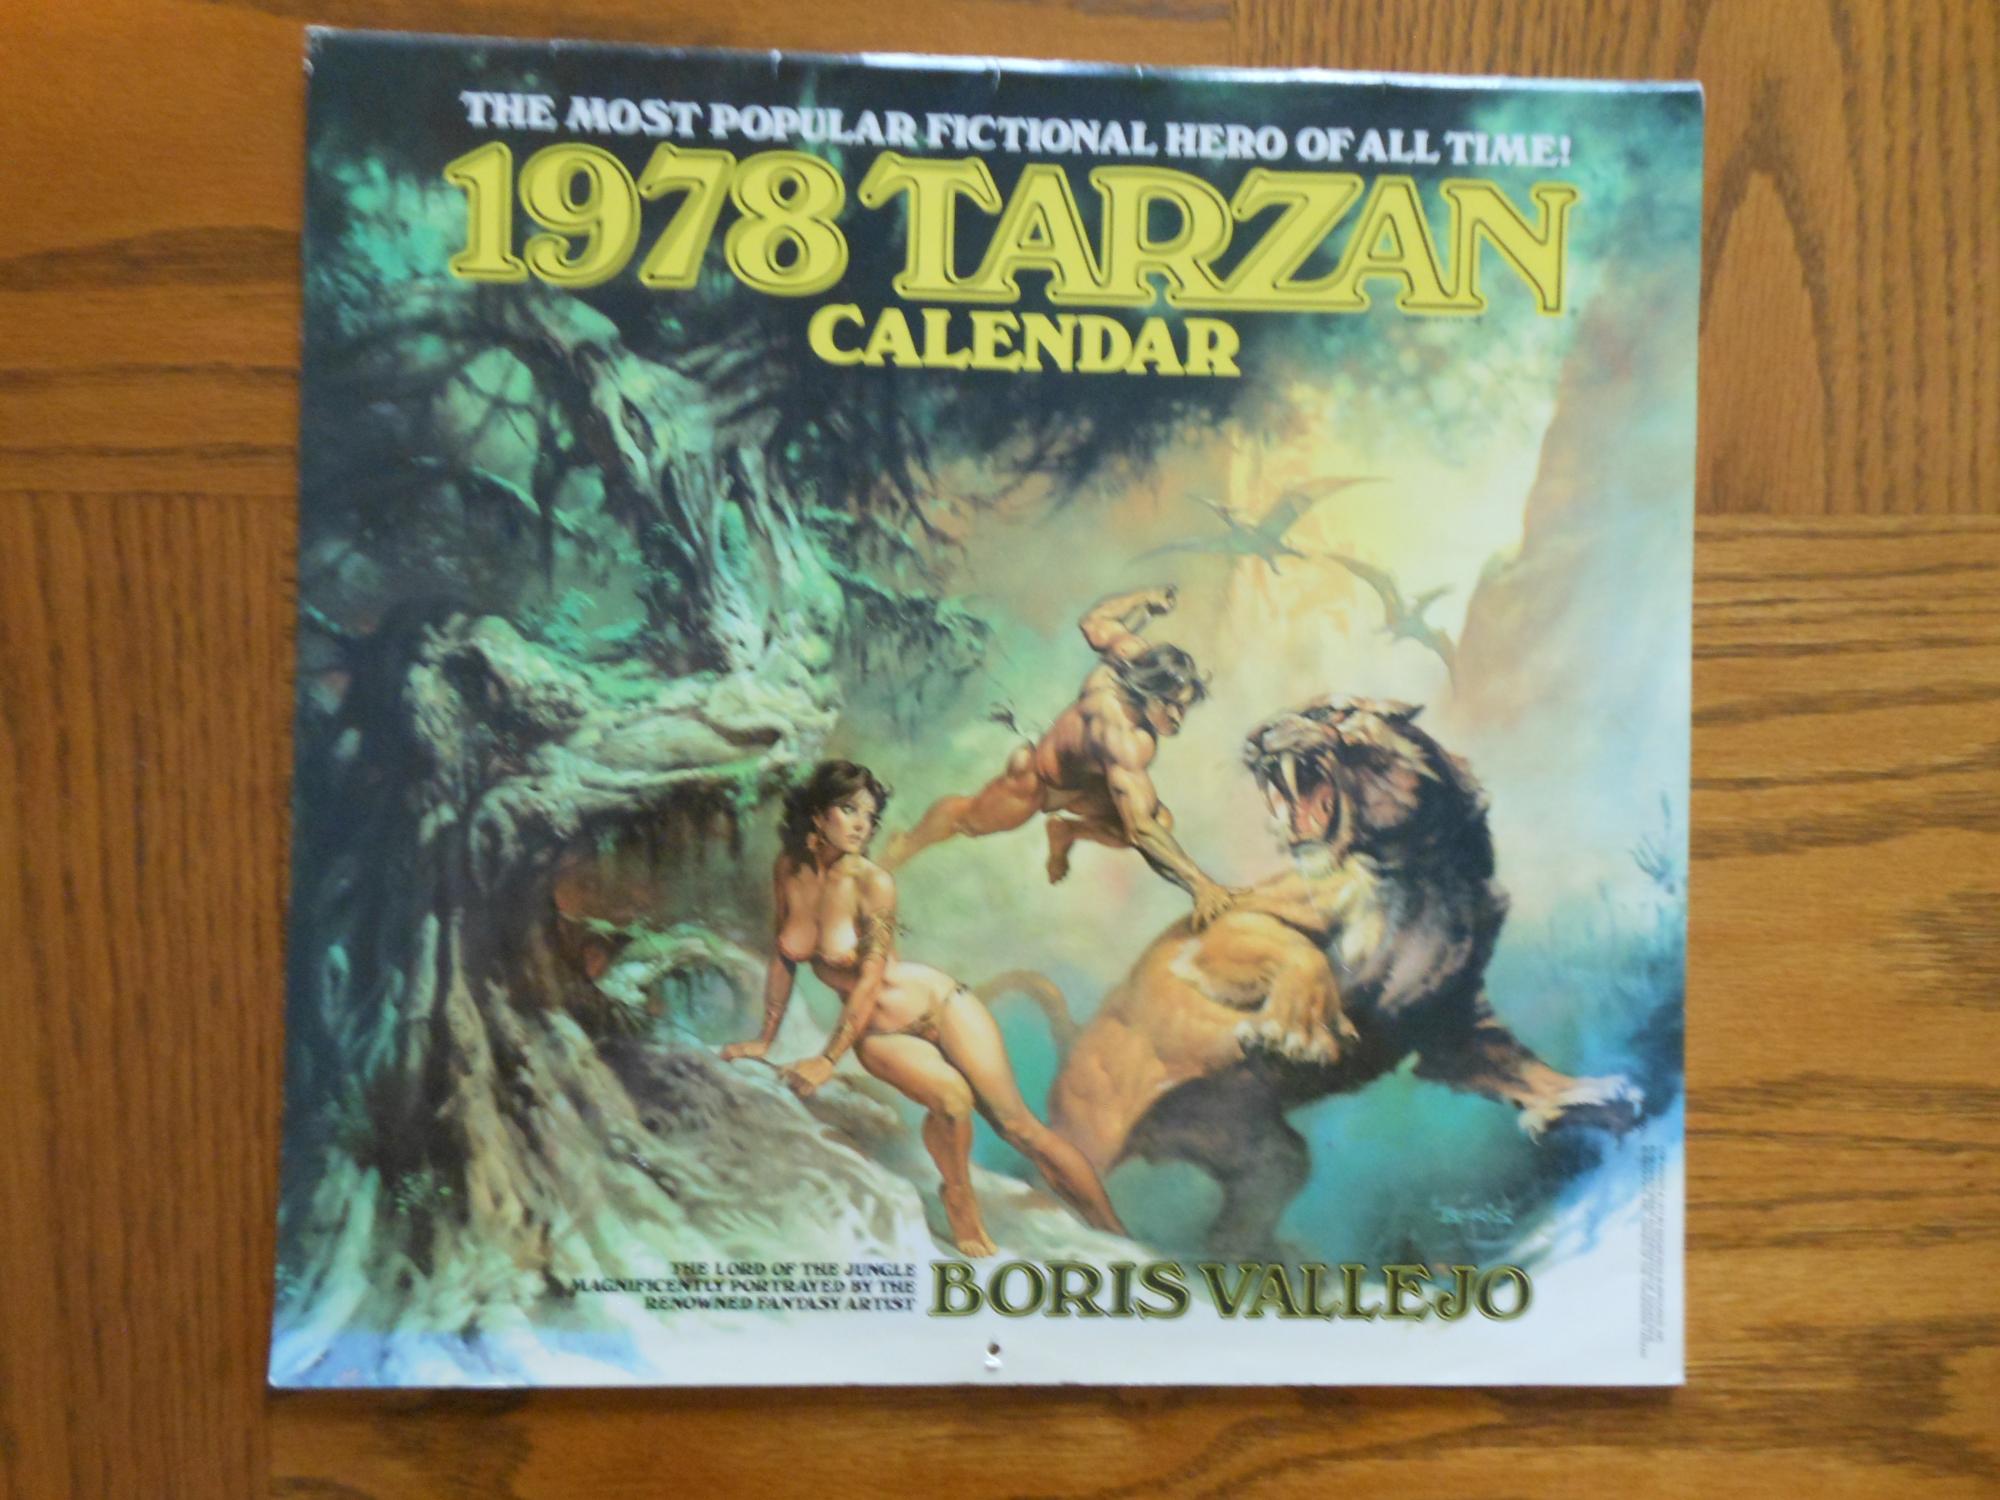 THE MOST POPULAR FICTIONAL HERO OF ALL TIME!
1978 TARZAN
CALENDAR
THE LORD OF THE JUNGLE
MAGNIFICENTLY PORTRAYED BY THE
RENOWNED FANTASY ARTIST
BORIS VALLEJO